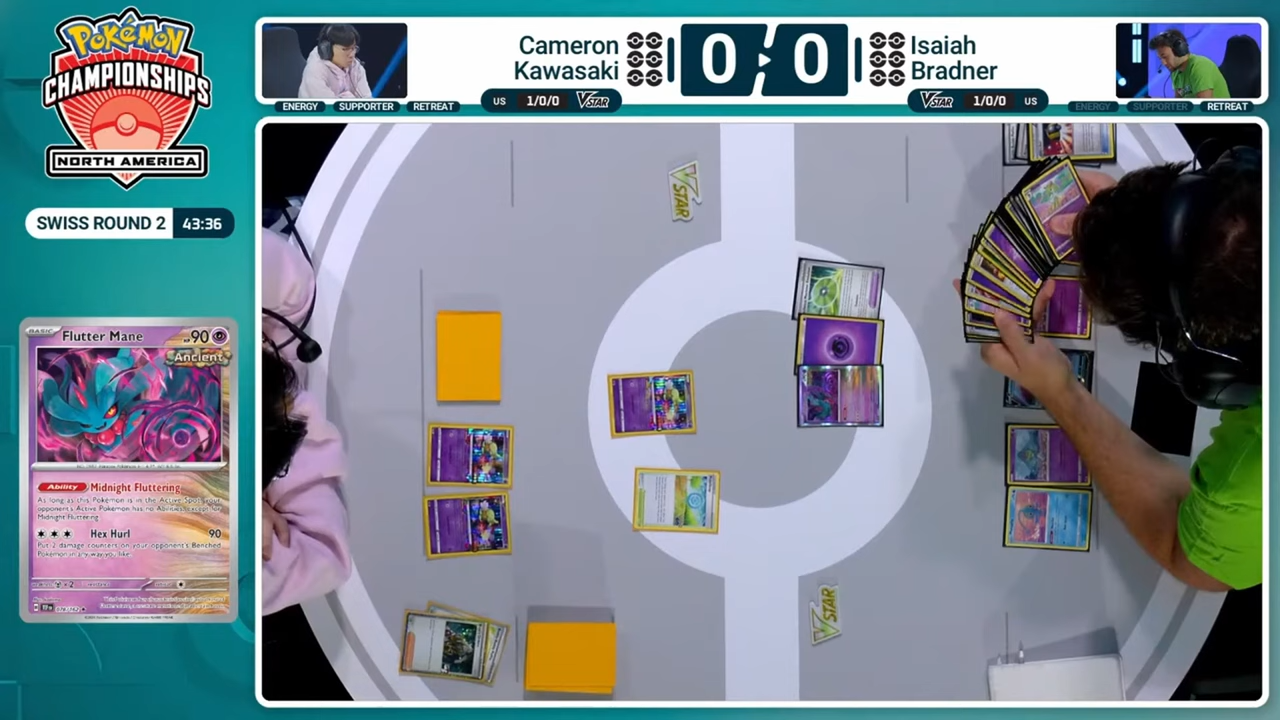 Pokémon
CHAMPIONSHIPS
NORTH AMERICA
SWISS ROUND 2
43:36
Cameron
Kawasaki
0
0
Isaiah
Bradner
ENERGY
SUPPORTER
RETREAT
US
1/0/0
VSTAR
VSTAR
1/0/0
US
ENERGY
SUPPORTER
RETREAT
BASIC
Flutter Mane
HP 90
Ancient
Ability Midnight Fluttering
As long as this Pokémon is in the Active Spot, your
opponent's Active Pokémon has no Abilities, except for
Midnight Fluttering.
Hex Hurl
90
Put 2 damage counters on your opponent's Benched
Pokémon in any way you like.
VSTAR
VSTAR